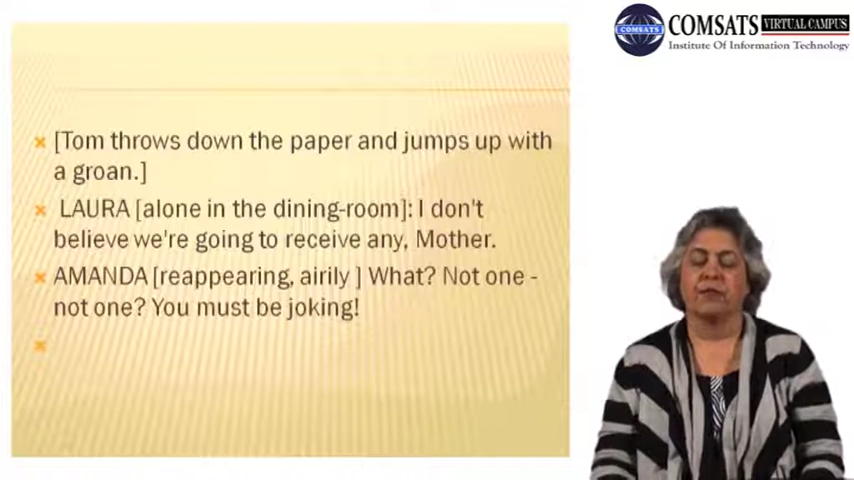 COMSATS
COMSATS VIRTUAL CAMPUS
Institute Of Information Technology
[Tom throws down the paper and jumps up with
a groan.]
LAURA [alone in the dining-room]: I don't
believe we're going to receive any, Mother.
AMANDA [reappearing, airily ] What? Not one -
not one? You must be joking!